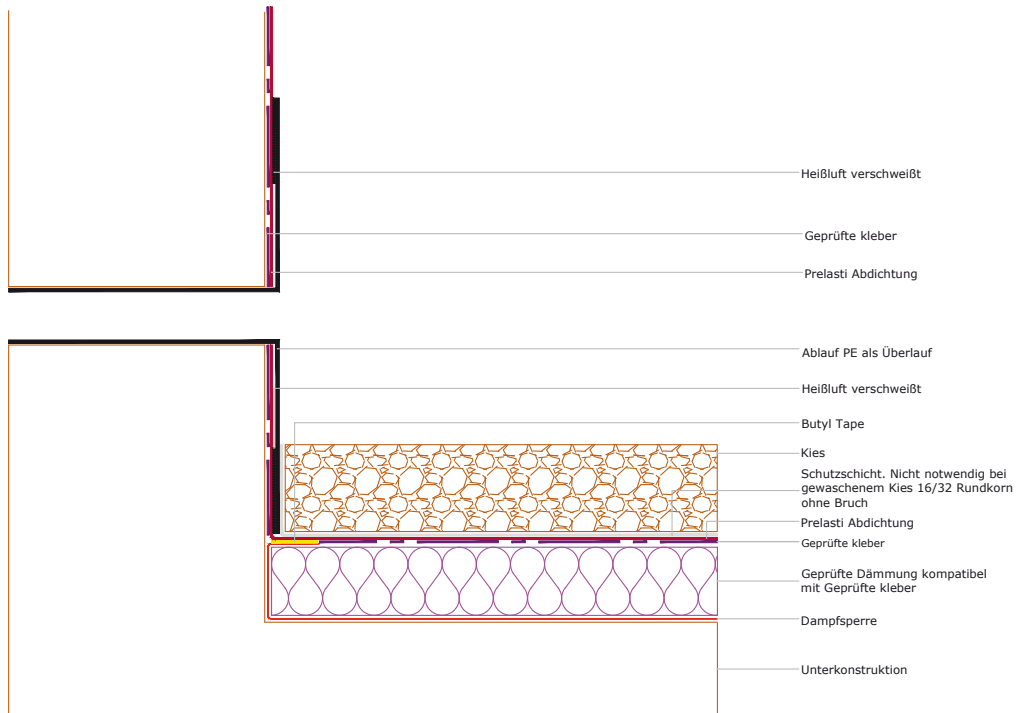 Heißluft verschweißt
Geprüfte kleber
Prelasti Abdichtung
Ablauf PE als Überlauf
Heißluft verschweißt
Butyl Tape
Kies
Schutzschicht. Nicht notwendig bei
gewaschenem Kies 16/32 Rundkorn
ohne Bruch
Prelasti Abdichtung
Geprüfte kleber
Geprüfte Dämmung kompatibel
mit Geprüfte kleber
Dampfsperre
Unterkonstruktion